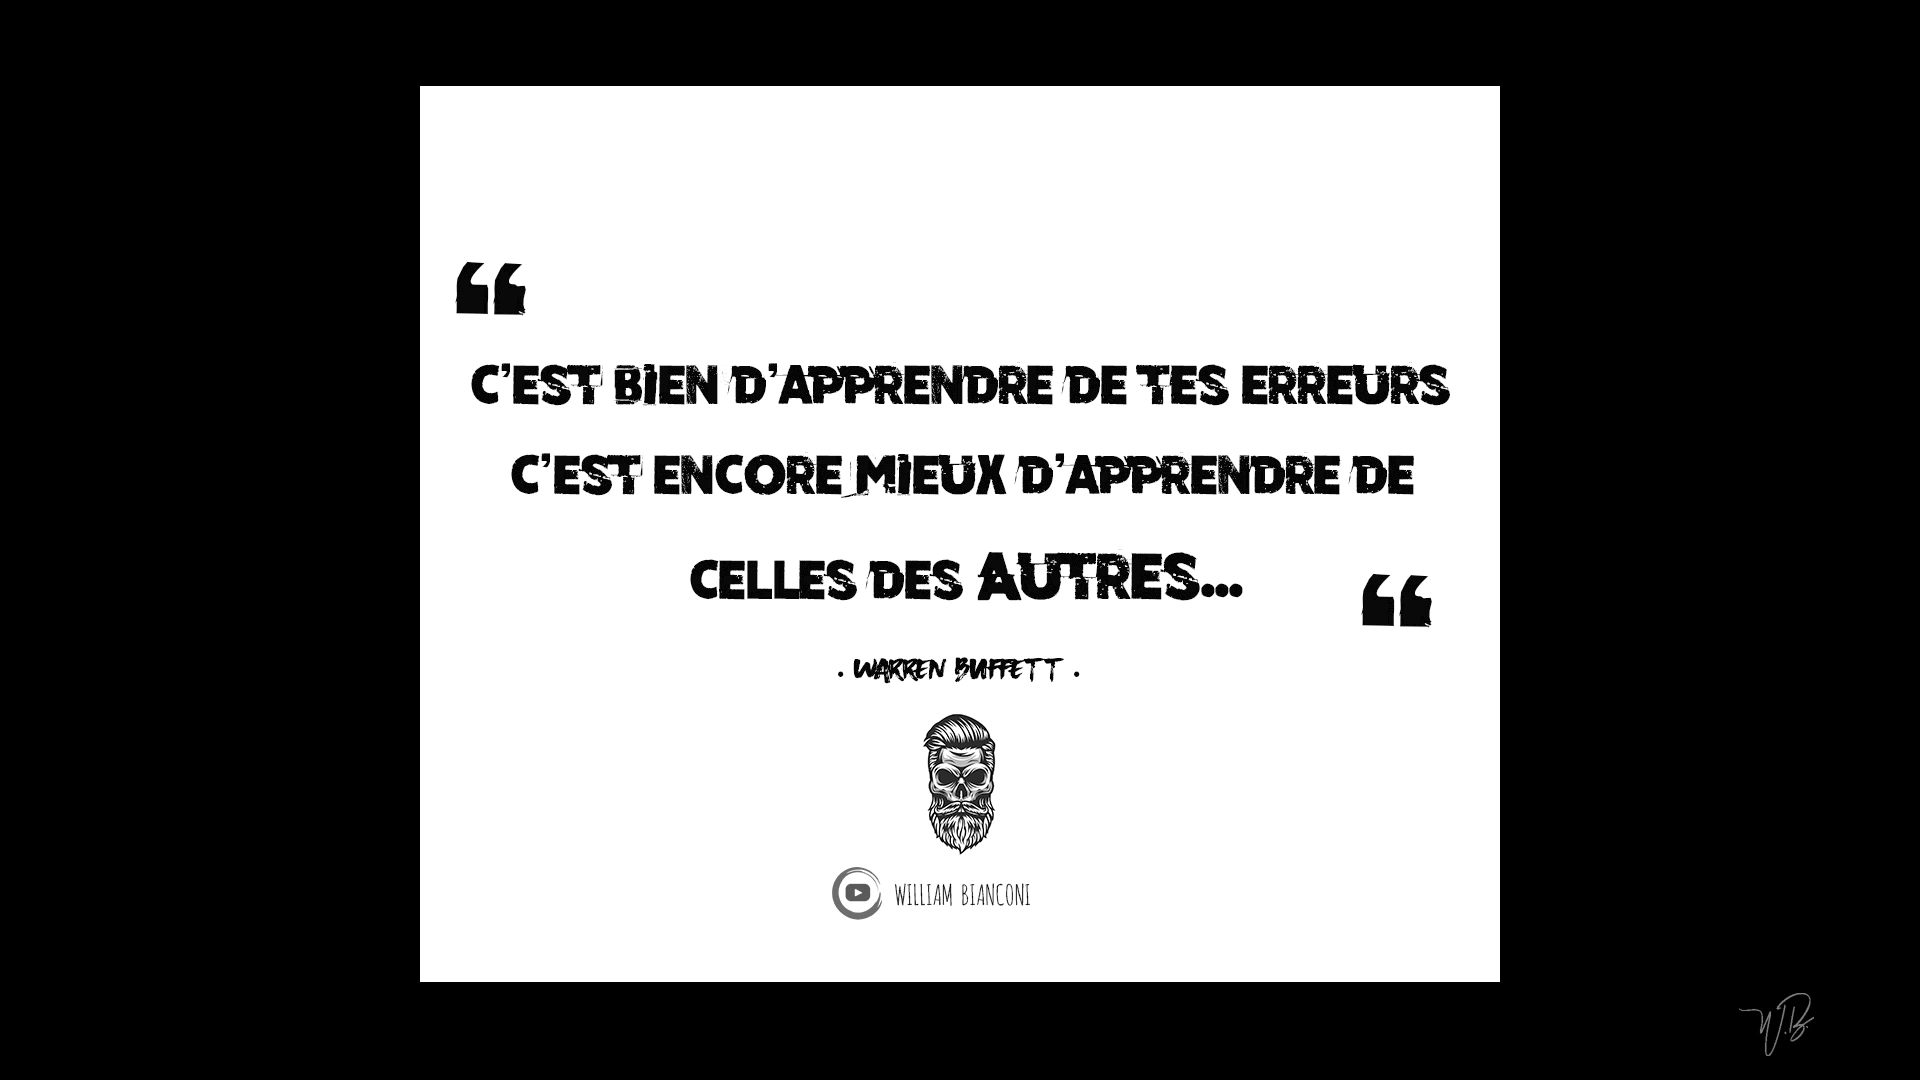 “
C’EST BIEN D’APPRENDRE DE TES ERREURS
C’EST ENCORE MIEUX D’APPRENDRE DE
CELLES DES AUTRES...
“
. WARREN BUFFETT .
WILLIAM BIANCONI
W.B.